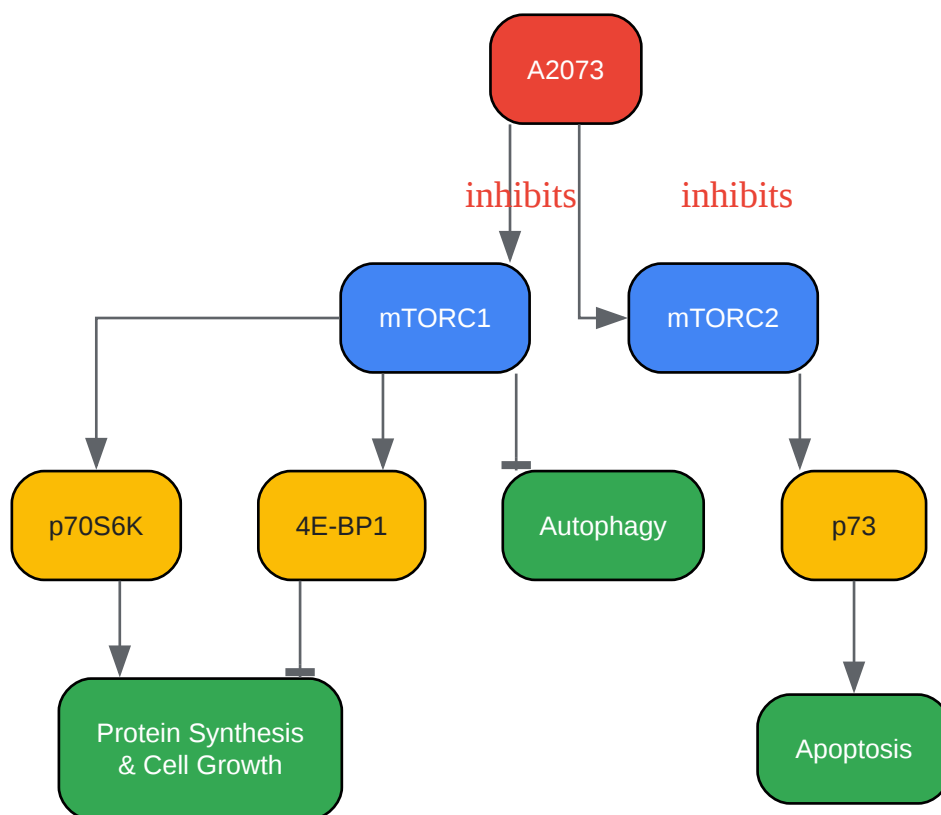 A2073
inhibits
inhibits
mTORC1
mTORC2
p70S6K
4E-BP1
Autophagy
p73
Protein Synthesis
& Cell Growth
Apoptosis